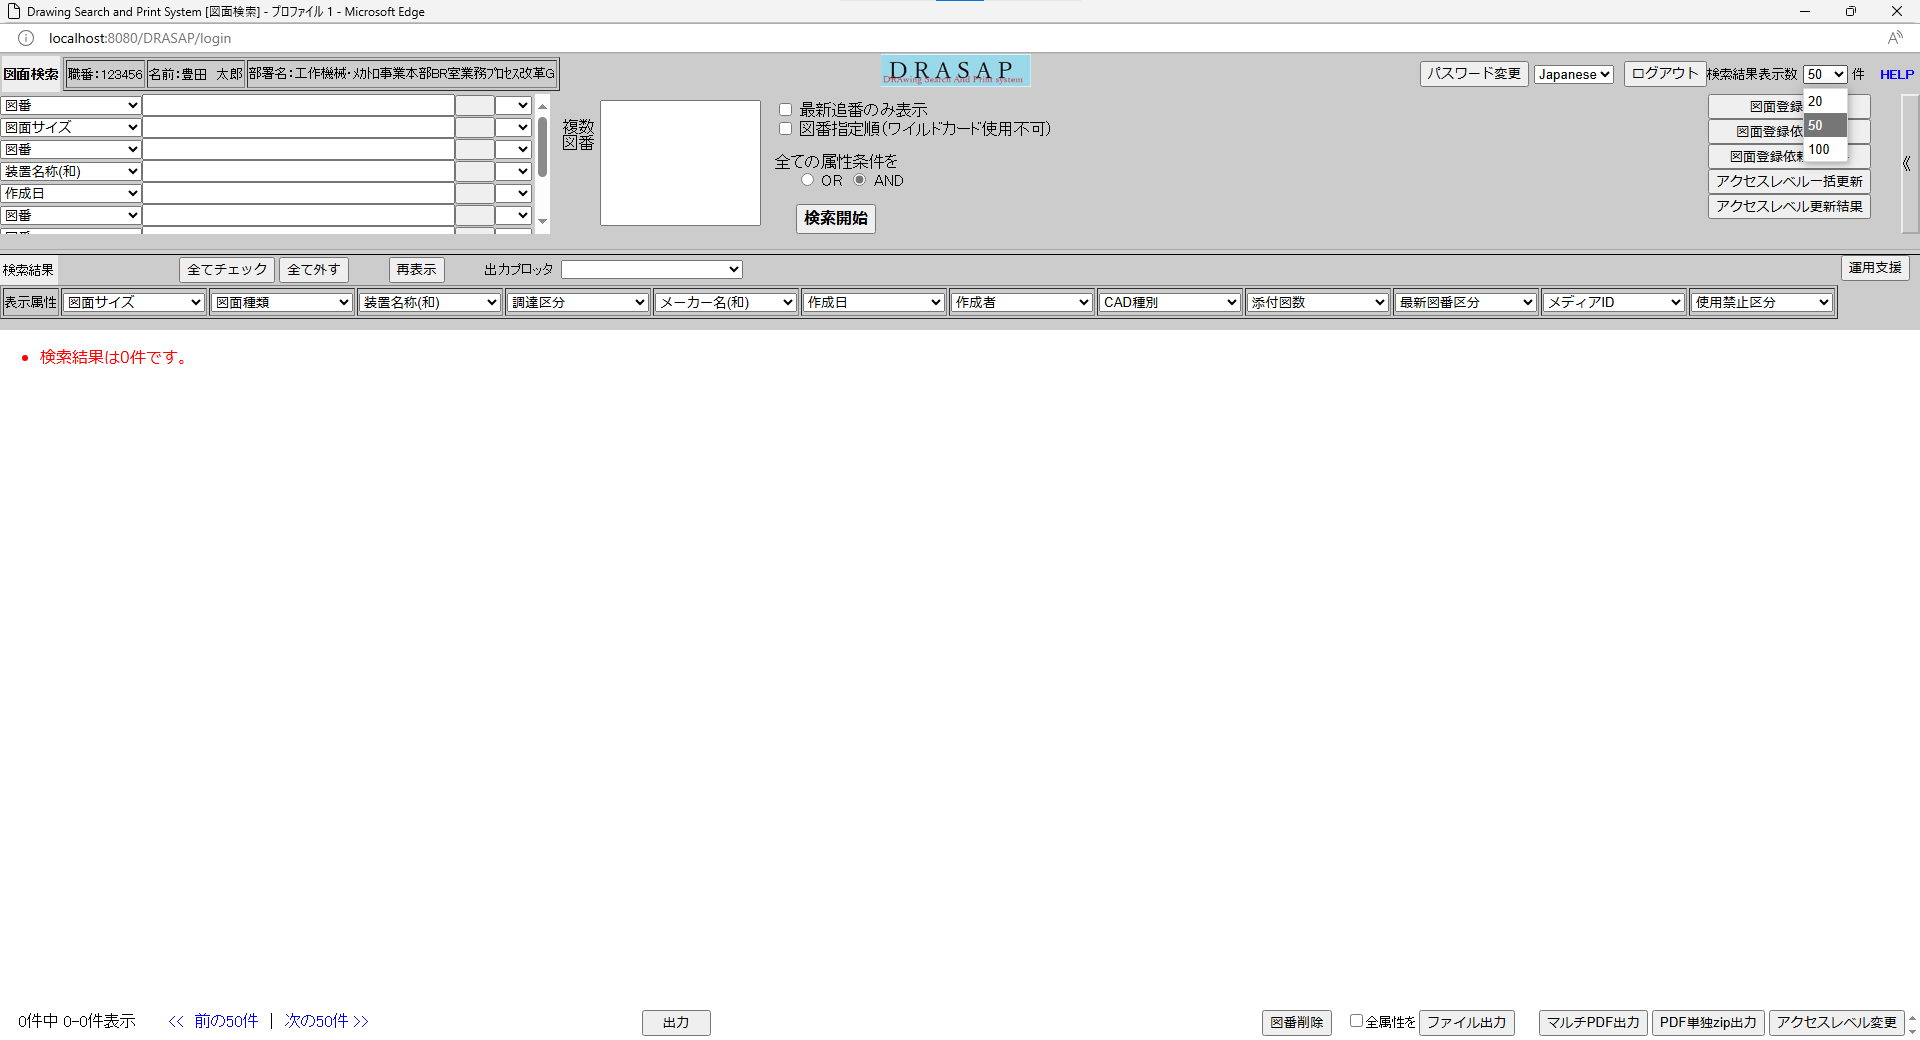 Drawing Search and Print System [図面検索] - プロファイル 1 - Microsoft Edge
localhost:8080/DRASAP/login
図面検索 職番：123456 名前：豊田　太郎 部署名：工作機械・ﾒｶﾄﾛ事業本部BR室業務ﾌﾟﾛｾｽ改革G
DRASAP
DRAwing Search And Print system
パスワード変更 Japanese ログアウト 検索結果表示数 50 件 HELP
20
50
100
図番
図面サイズ
図番
装置名称(和)
作成日
図番
複数
図番
最新追番のみ表示
図番指定順（ワイルドカード使用不可）
全ての属性条件を
OR AND
検索開始
図面登録
図面登録依
図面登録依
アクセスレベル一括更新
アクセスレベル更新結果
《
検索結果 全てチェック 全て外す 再表示 出力プロッタ 運用支援
表示属性 図面サイズ 図面種類 装置名称(和) 調達区分 メーカー名(和) 作成日 作成者 CAD種別 添付図数 最新図番区分 メディアID 使用禁止区分
検索結果は0件です。
0件中 0-0件表示 << 前の50件 | 次の50件 >> 出力 図番削除 全属性を ファイル出力 マルチPDF出力 PDF単独zip出力 アクセスレベル変更